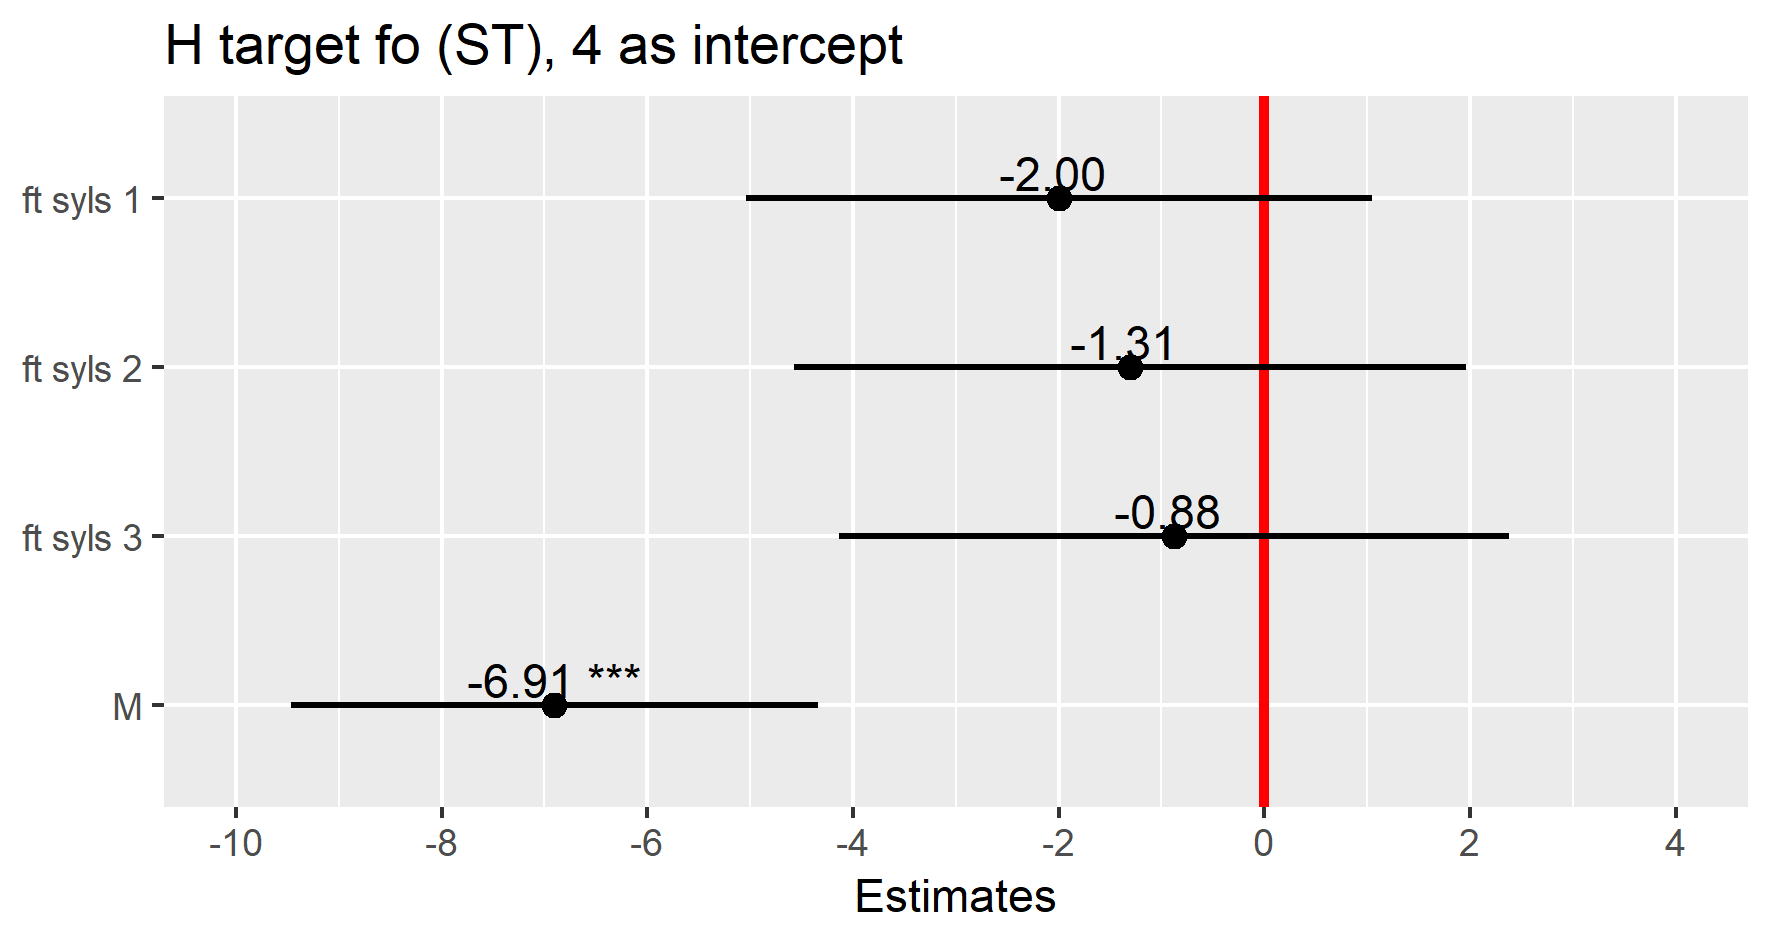 H target fo (ST), 4 as intercept
ft syls 1
-2.00
ft syls 2
-1.31
ft syls 3
-0.88
M
-6.91 ***
-10 -8 -6 -4 -2 0 2 4
Estimates